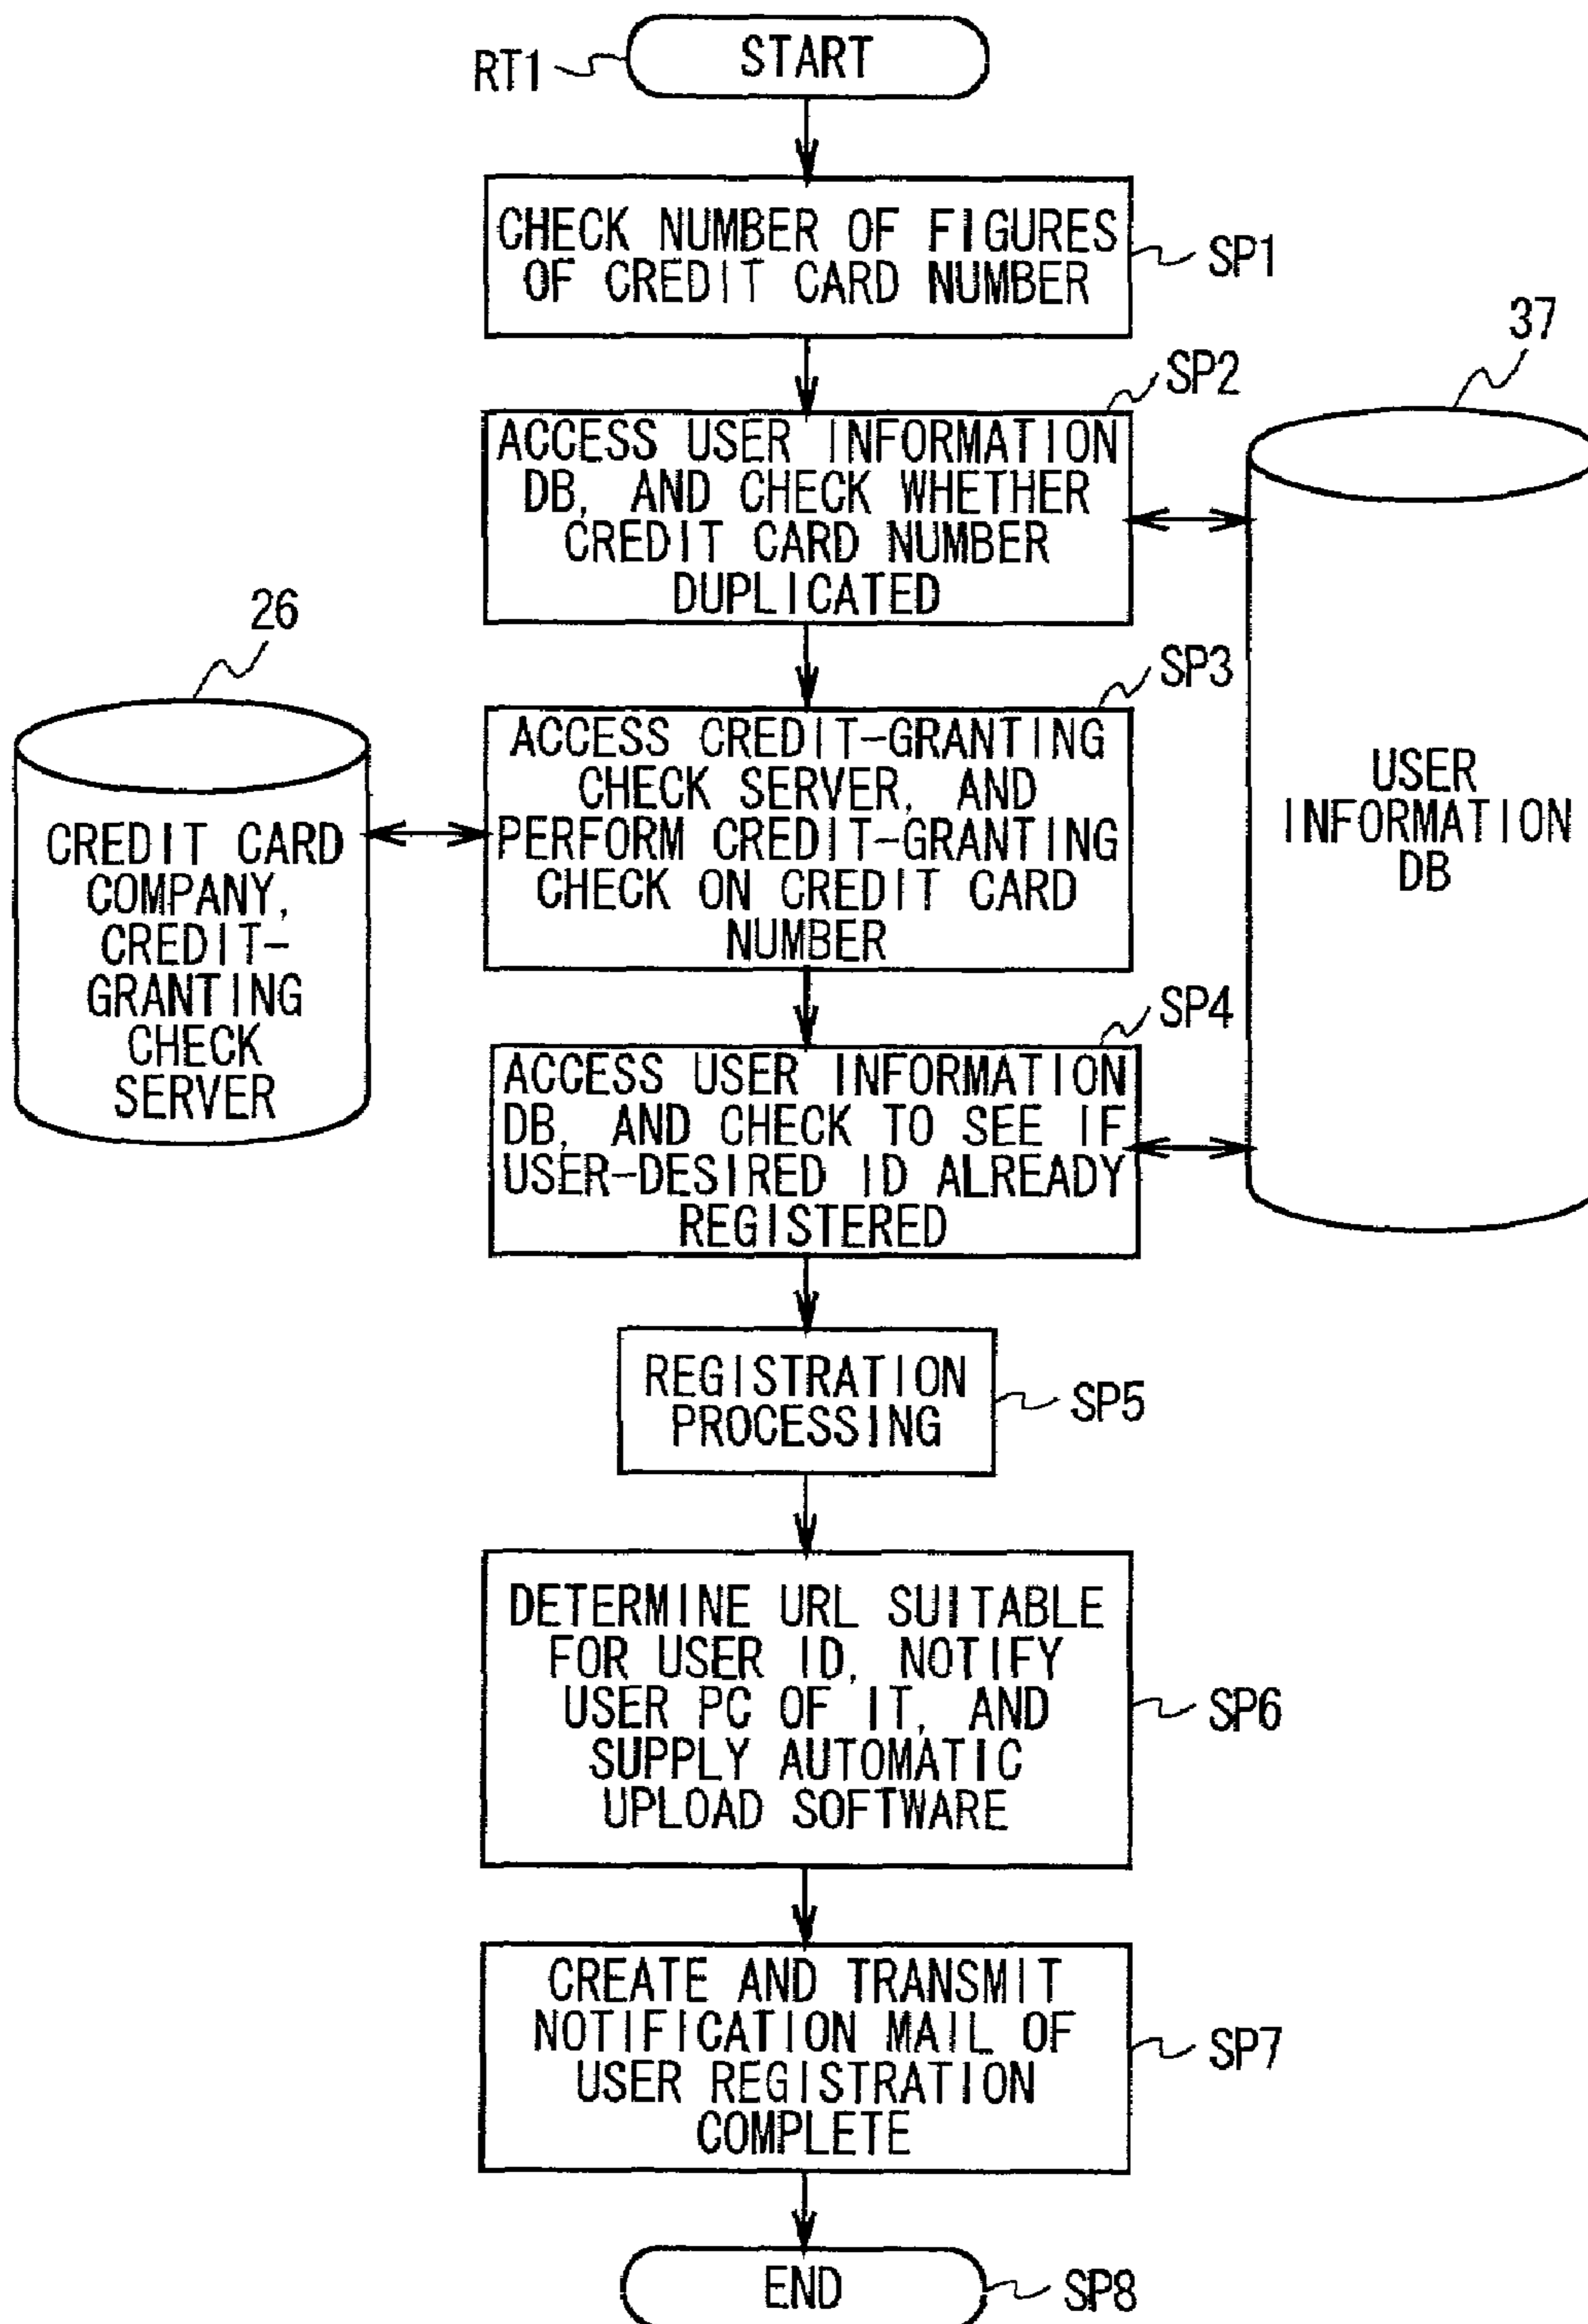 START
RT1
CHECK NUMBER OF FIGURES
OF CREDIT CARD NUMBER
SP1
37
SP2
ACCESS USER INFORMATION
DB, AND CHECK WHETHER
CREDIT CARD NUMBER
DUPLICATED
26
SP3
ACCESS CREDIT-GRANTING
CHECK SERVER, AND
PERFORM CREDIT-GRANTING
CHECK ON CREDIT CARD
NUMBER
USER
INFORMATION
DB
CREDIT CARD
COMPANY,
CREDIT-
GRANTING
CHECK
SERVER
SP4
ACCESS USER INFORMATION
DB, AND CHECK TO SEE IF
USER-DESIRED ID ALREADY
REGISTERED
REGISTRATION
PROCESSING
SP5
DETERMINE URL SUITABLE
FOR USER ID, NOTIFY
USER PC OF IT, AND
SUPPLY AUTOMATIC
UPLOAD SOFTWARE
SP6
CREATE AND TRANSMIT
NOTIFICATION MAIL OF
USER REGISTRATION
COMPLETE
SP7
END
SP8